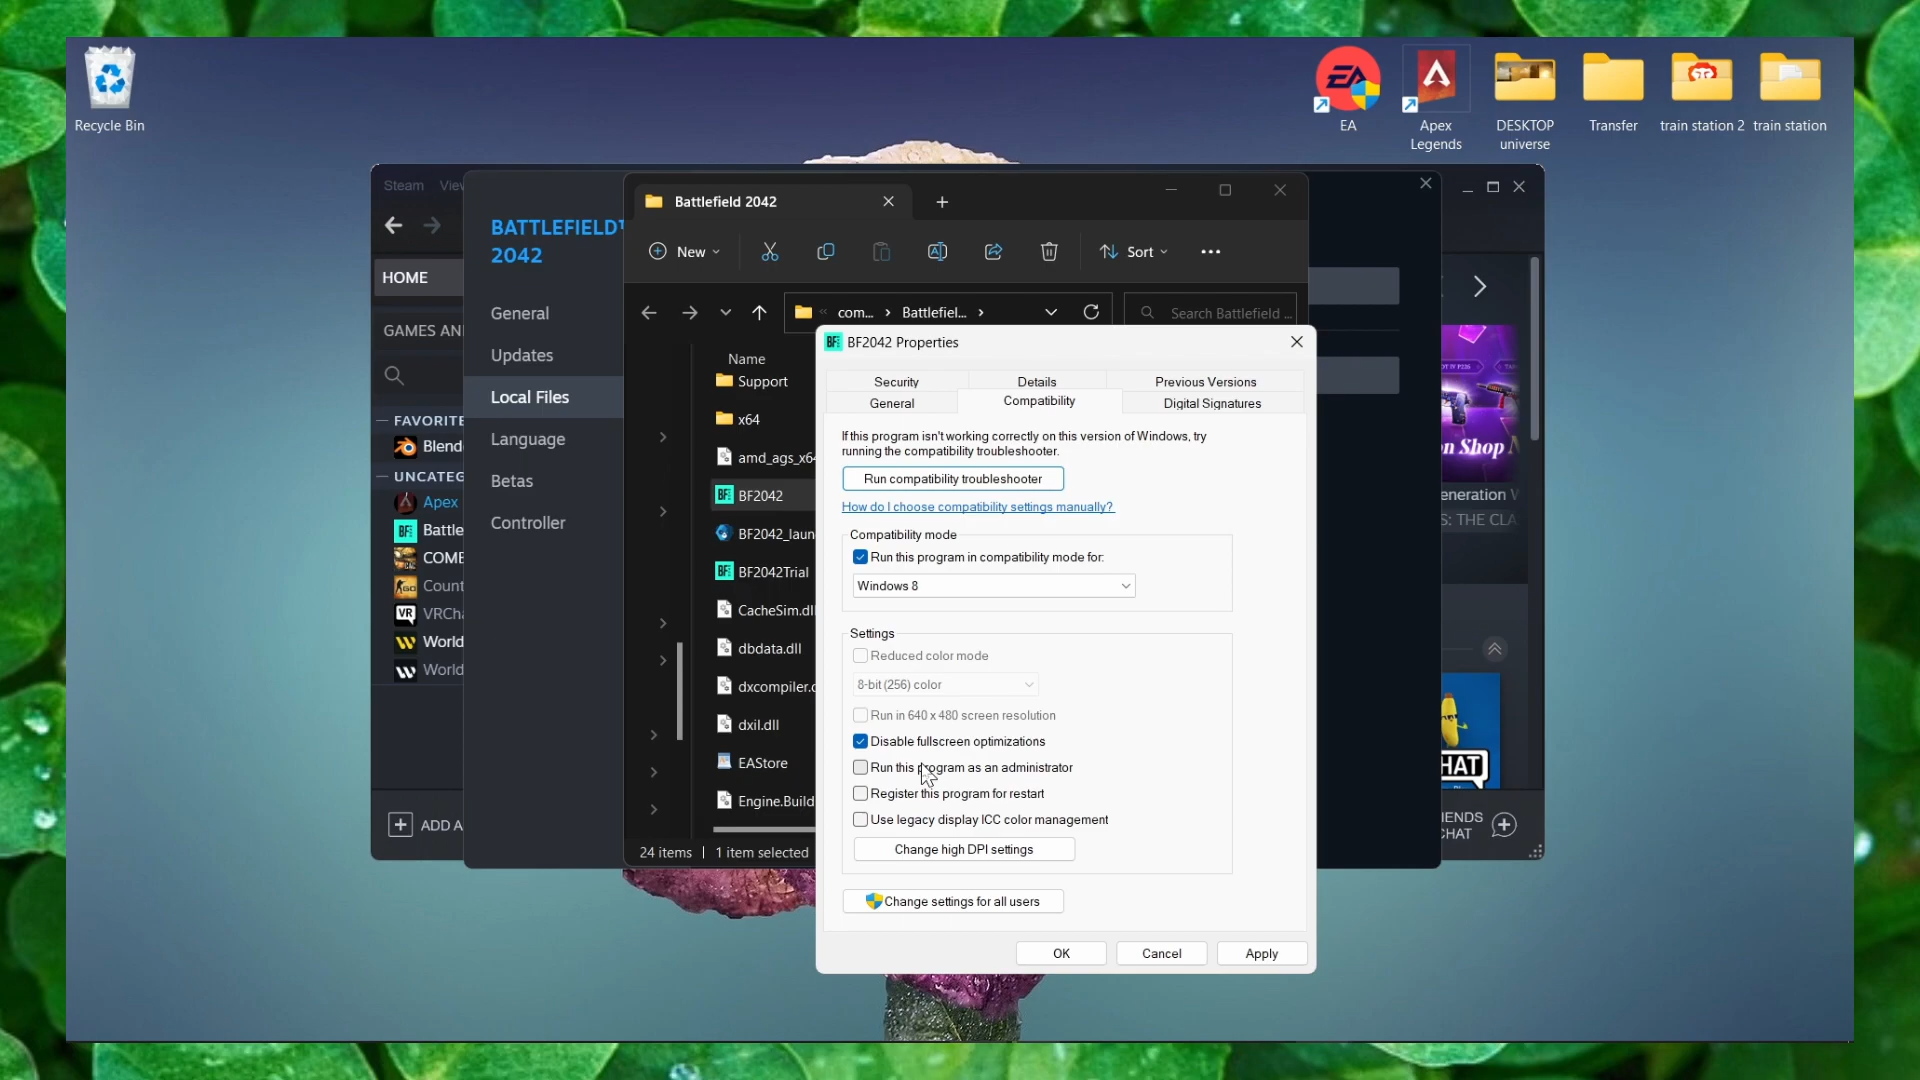 Recycle Bin
EA
Apex
Legends
DESKTOP
universe
Transfer
train station 2
train station
Steam
HOME
GAMES
FAVORITE
UNCATEG
Apex
Battle
World
World
ADD A
BATTLEFIELD
2042
General
Updates
Local Files
Language
Betas
Controller
Battlefield 2042
New
Sort
com...
Battlefiel...
Search Battlefield ...
Name
Support
x64
amd_ags_x64
BF2042
BF2042_laun
BF2042Trial
CacheSim.dll
dbdata.dll
dxcompiler.
dxil.dll
EAStore
Engine.Build
24 items
1 item selected
BF2042 Properties
Security
Details
Previous Versions
General
Compatibility
Digital Signatures
If this program isn't working correctly on this version of Windows, try
running the compatibility troubleshooter.
Run compatibility troubleshooter
How do I choose compatibility settings manually?
Compatibility mode
Run this program in compatibility mode for:
Windows 8
Settings
Reduced color mode
8-bit (256) color
Run in 640 x 480 screen resolution
Disable fullscreen optimizations
Run this program as an administrator
Register this program for restart
Use legacy display ICC color management
Change high DPI settings
Change settings for all users
OK
Cancel
Apply
on Shop
eneration
S: THE CLA
HAT
IENDS
CHAT